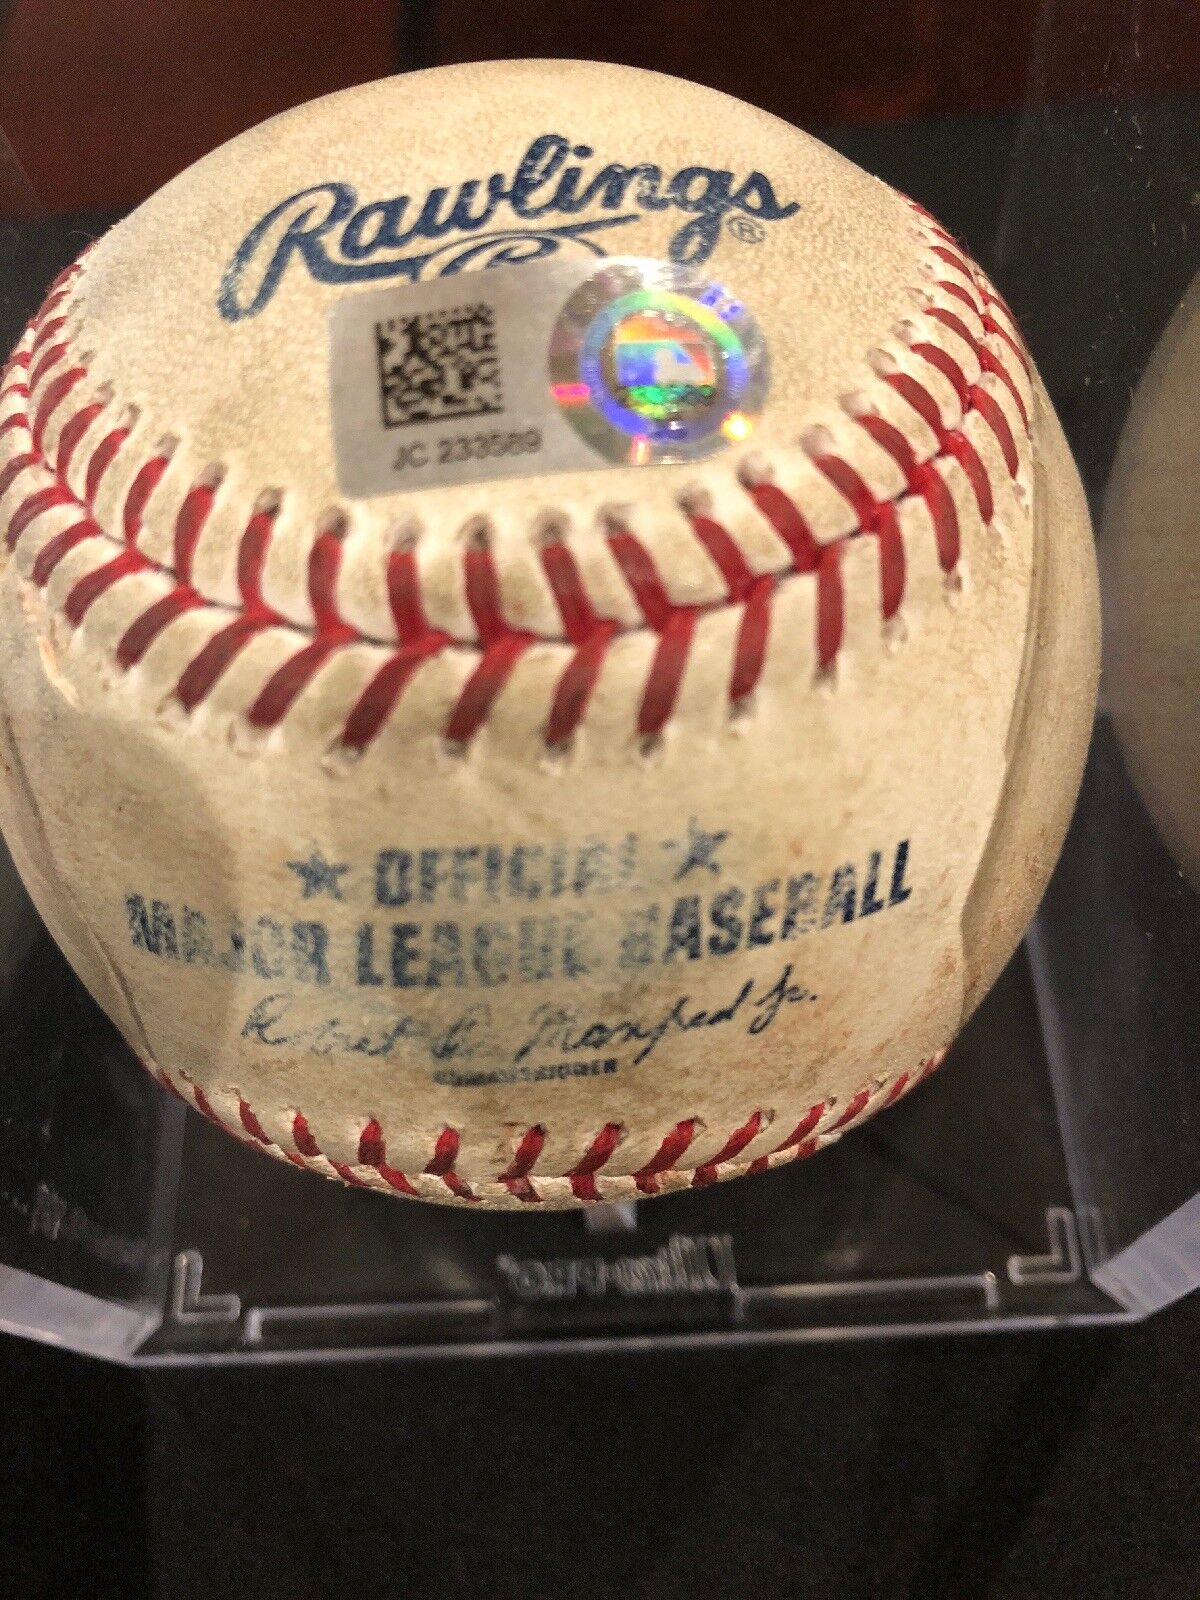 Rawlings®
JC 233589
★ OFFICIAL ★
MAJOR LEAGUE BASEBALL
Robert D. Manfred Jr.
COMMISSIONER